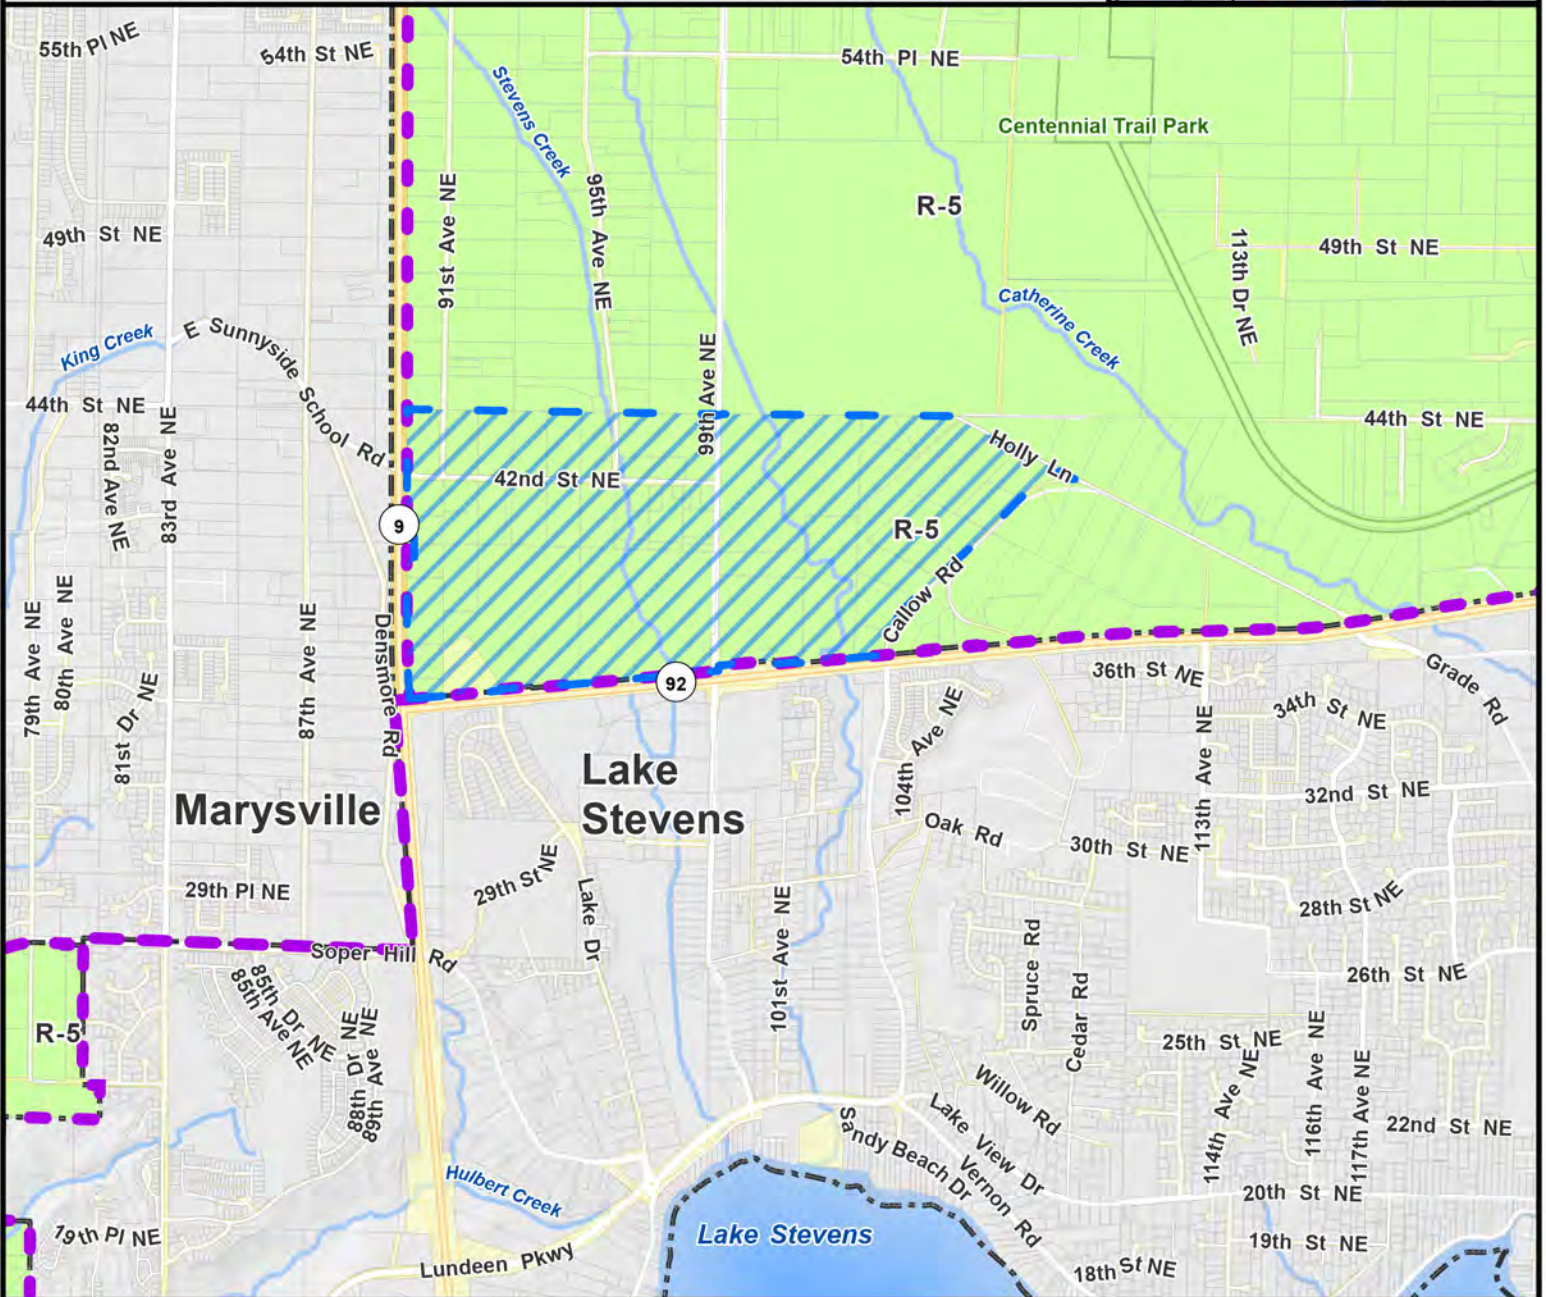 55th Pl NE
54th St NE
54th Pl NE
Stevens Creek
Centennial Trail Park
R-5
91st Ave NE
95th Ave NE
49th St NE
113th Dr NE
49th St NE
Catherine Creek
King Creek
E Sunnyside School Rd
99th Ave NE
44th St NE
44th St NE
82nd Ave NE
83rd Ave NE
Holly Ln
42nd St NE
9
R-5
Callow Rd
79th Ave NE
80th Ave NE
87th Ave NE
Densmore Rd
81st Dr NE
92
36th St NE
Grade Rd
34th St NE
104th Ave NE
113th Ave NE
Lake
Stevens
Marysville
32nd St NE
Oak Rd
30th St NE
29th St NE
29th Pl NE
Lake Dr
28th St NE
101st Ave NE
Soper Hill Rd
Spruce Rd
Cedar Rd
26th St NE
85th Dr NE
85th Ave NE
88th Dr NE
89th Ave NE
R-5
25th St NE
Willow Rd
114th Ave NE
116th Ave NE
117th Ave NE
22nd St NE
Sandy Beach Dr
Lake View Dr
Vernon Rd
Hulbert Creek
20th St NE
19th Pl NE
Lake Stevens
19th St NE
Lundeen Pkwy
18th St NE